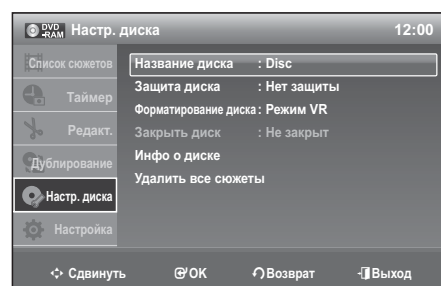 DVD-RAM Настр. диска 12:00
Список сюжетов
Таймер
Редакт.
Дублирование
Настр. диска
Настройка
Название диска : Disc
Защита диска : Нет защиты
Форматирование диска : Режим VR
Закрыть диск : Не закрыт
Инфо о диске
Удалить все сюжеты
Сдвинуть OK Возврат Выход